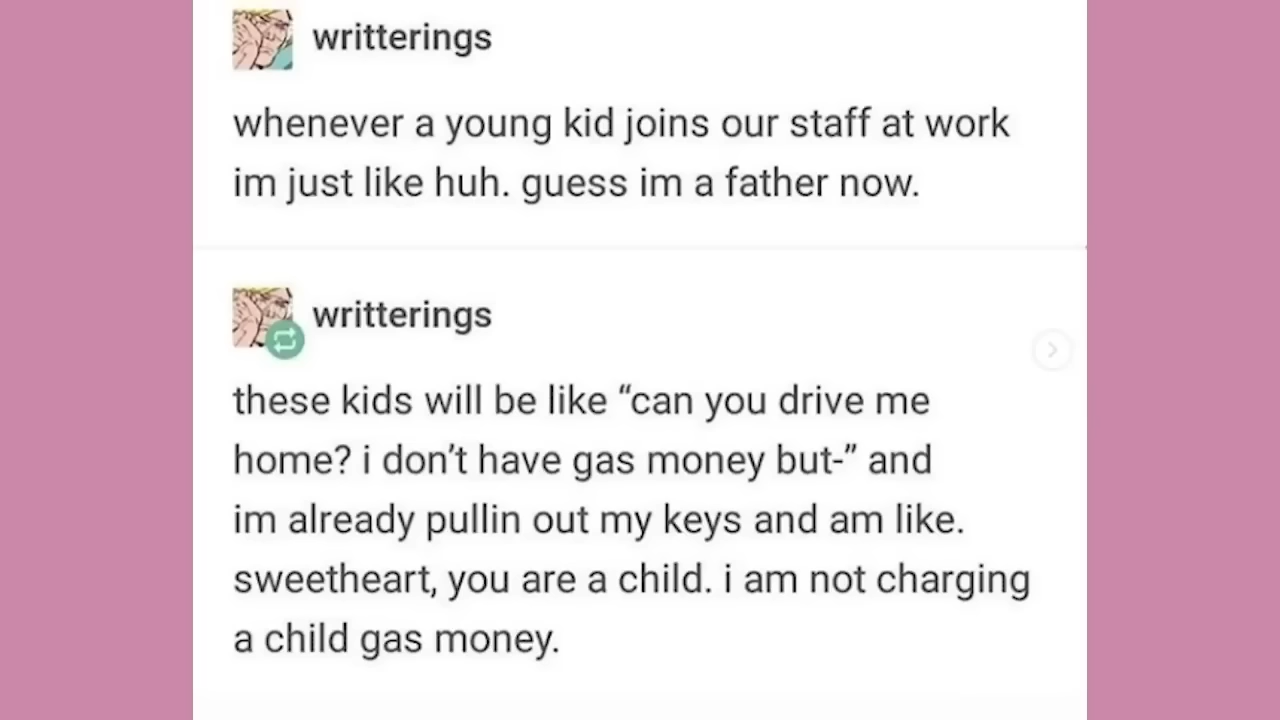 writterings
whenever a young kid joins our staff at work
im just like huh. guess im a father now.
writterings
these kids will be like “can you drive me
home? i don’t have gas money but-” and
im already pullin out my keys and am like.
sweetheart, you are a child. i am not charging
a child gas money.